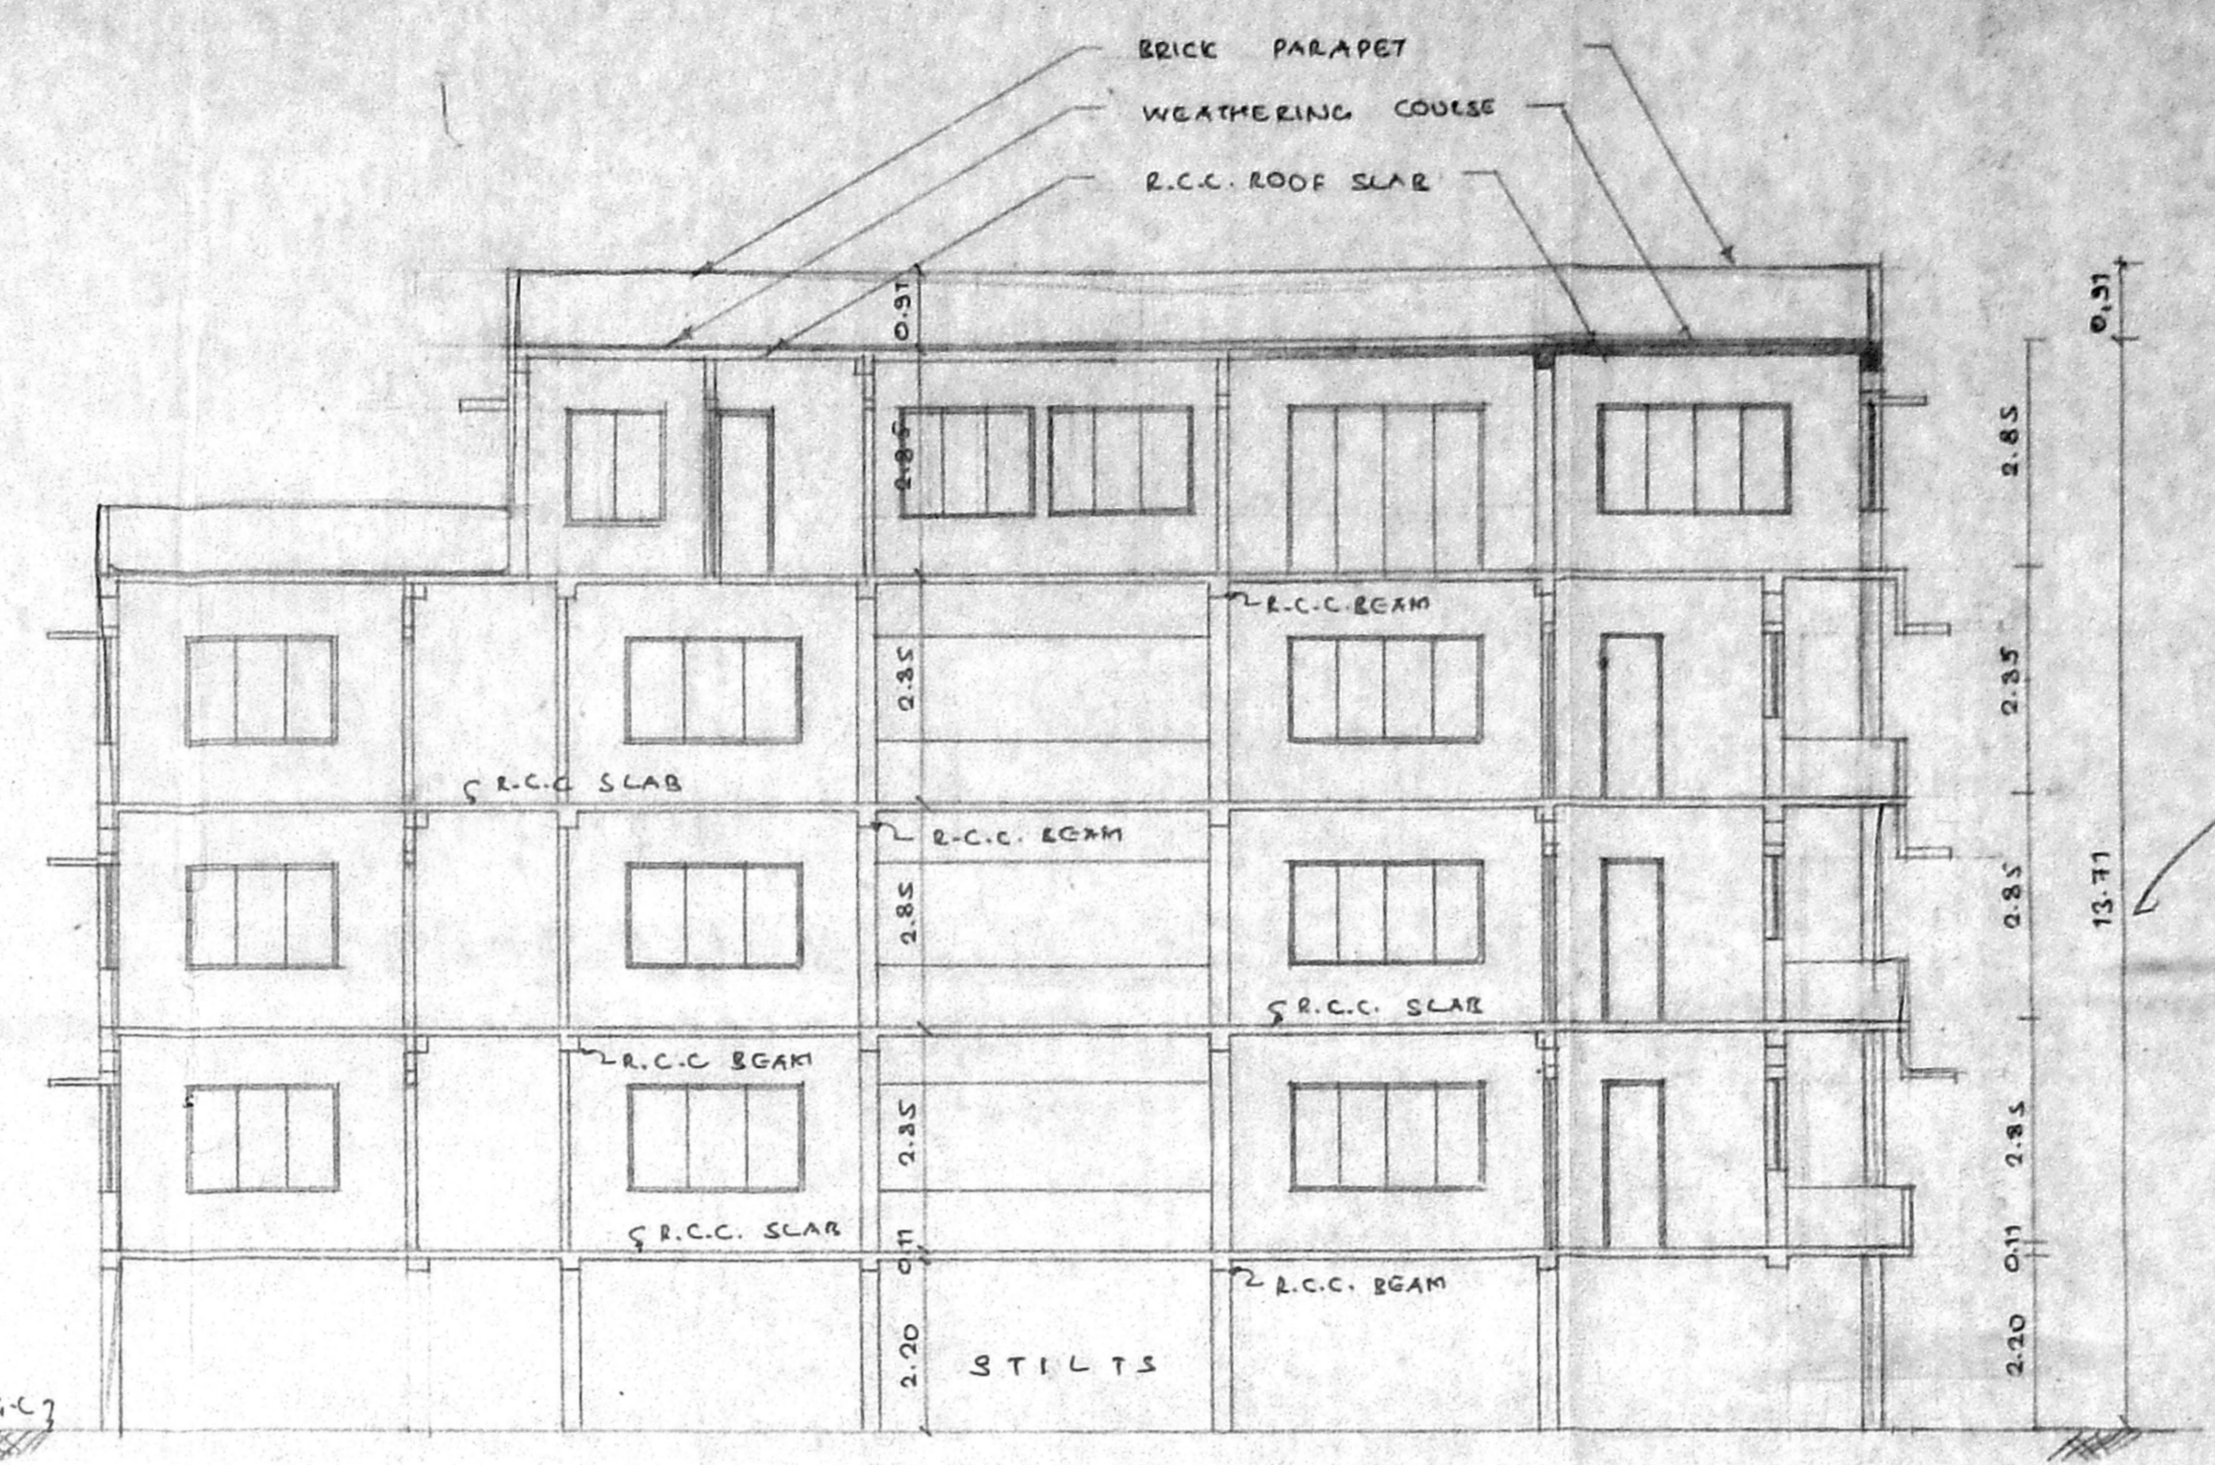 BRICK PARAPET
WEATHERING COURSE
R.C.C. ROOF SLAB
0.91
0.91
2.85
2.85
R.C.C. BEAM
2.85
2.85
R.C.C SLAB
R.C.C. BEAM
2.85
2.85
13.71
R.C.C. SLAB
R.C.C BEAM
2.85
2.85
R.C.C. SLAB
0.11
0.11
R.C.C. BEAM
2.20
STILTS
2.20